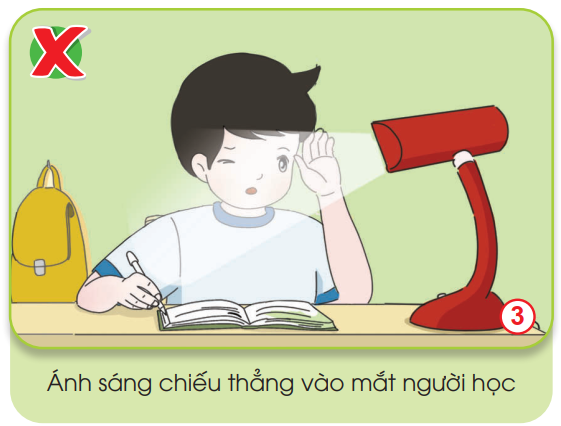 3
Ánh sáng chiếu thẳng vào mắt người học